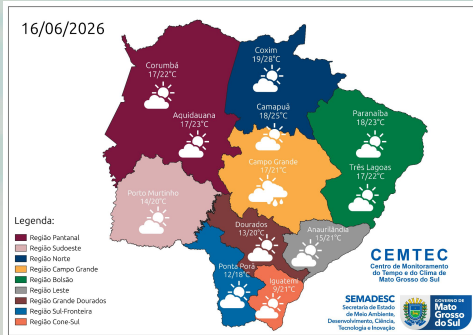 16/06/2026
Coxim
19/28°C
Corumbá
17/22°C
Aquidauana
17/23°C
Camapuã
18/25°C
Paranaíba
18/23°C
Campo Grande
17/21°C
Três Lagoas
17/22°C
Porto Murtinho
14/20°C
Dourados
13/20°C
Anaurilândia
15/21°C
Ponta Porã
12/18°C
Iguatemi
9/21°C
Legenda:
Região Pantanal
Região Sudoeste
Região Norte
Região Campo Grande
Região Bolsão
Região Leste
Região Grande Dourados
Região Sul-Fronteira
Região Cone-Sul
CEMTEC
Centro de Monitoramento
do Tempo e do Clima de
Mato Grosso do Sul
SEMADESC
Secretaria de Estado
de Meio Ambiente,
Desenvolvimento, Ciência,
Tecnologia e Inovação
GOVERNO DE
Mato
Grosso
do Sul